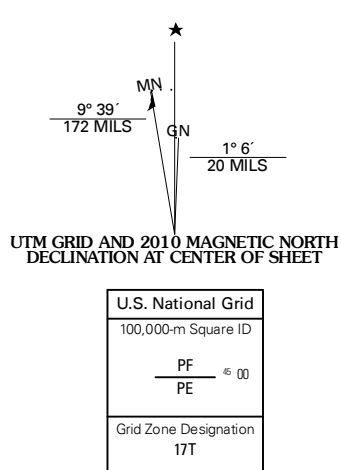 ★
MN
9° 39´
172 MILS
GN
1° 6´
20 MILS
UTM GRID AND 2010 MAGNETIC NORTH
DECLINATION AT CENTER OF SHEET
U.S. National Grid
100,000-m Square ID
PF
45 00
PE
Grid Zone Designation
17T